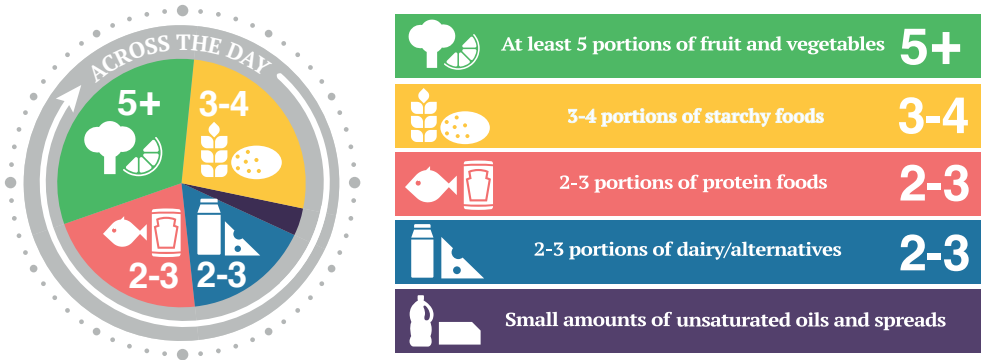 ACROSS THE DAY
5+
3-4
2-3
2-3
At least 5 portions of fruit and vegetables 5+
3-4 portions of starchy foods 3-4
2-3 portions of protein foods 2-3
2-3 portions of dairy/alternatives 2-3
Small amounts of unsaturated oils and spreads